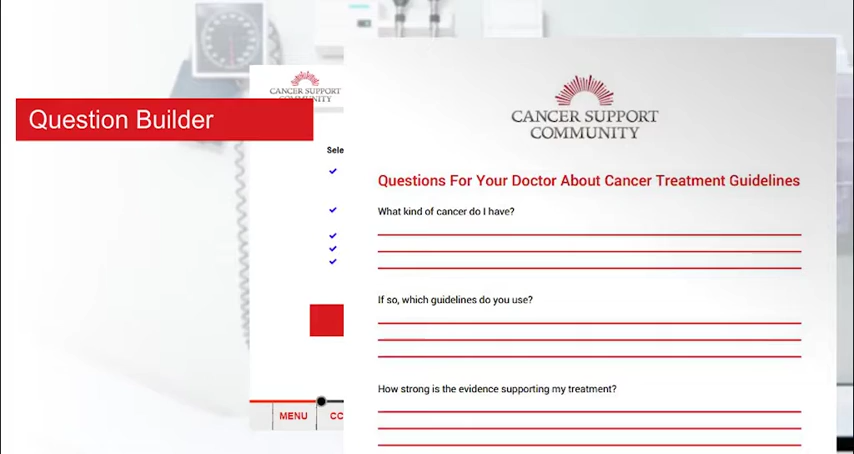 Question Builder
CANCER SUPPORT
COMMUNITY
Sele
MENU
CC
CANCER SUPPORT
COMMUNITY
Questions For Your Doctor About Cancer Treatment Guidelines
What kind of cancer do I have?
If so, which guidelines do you use?
How strong is the evidence supporting my treatment?